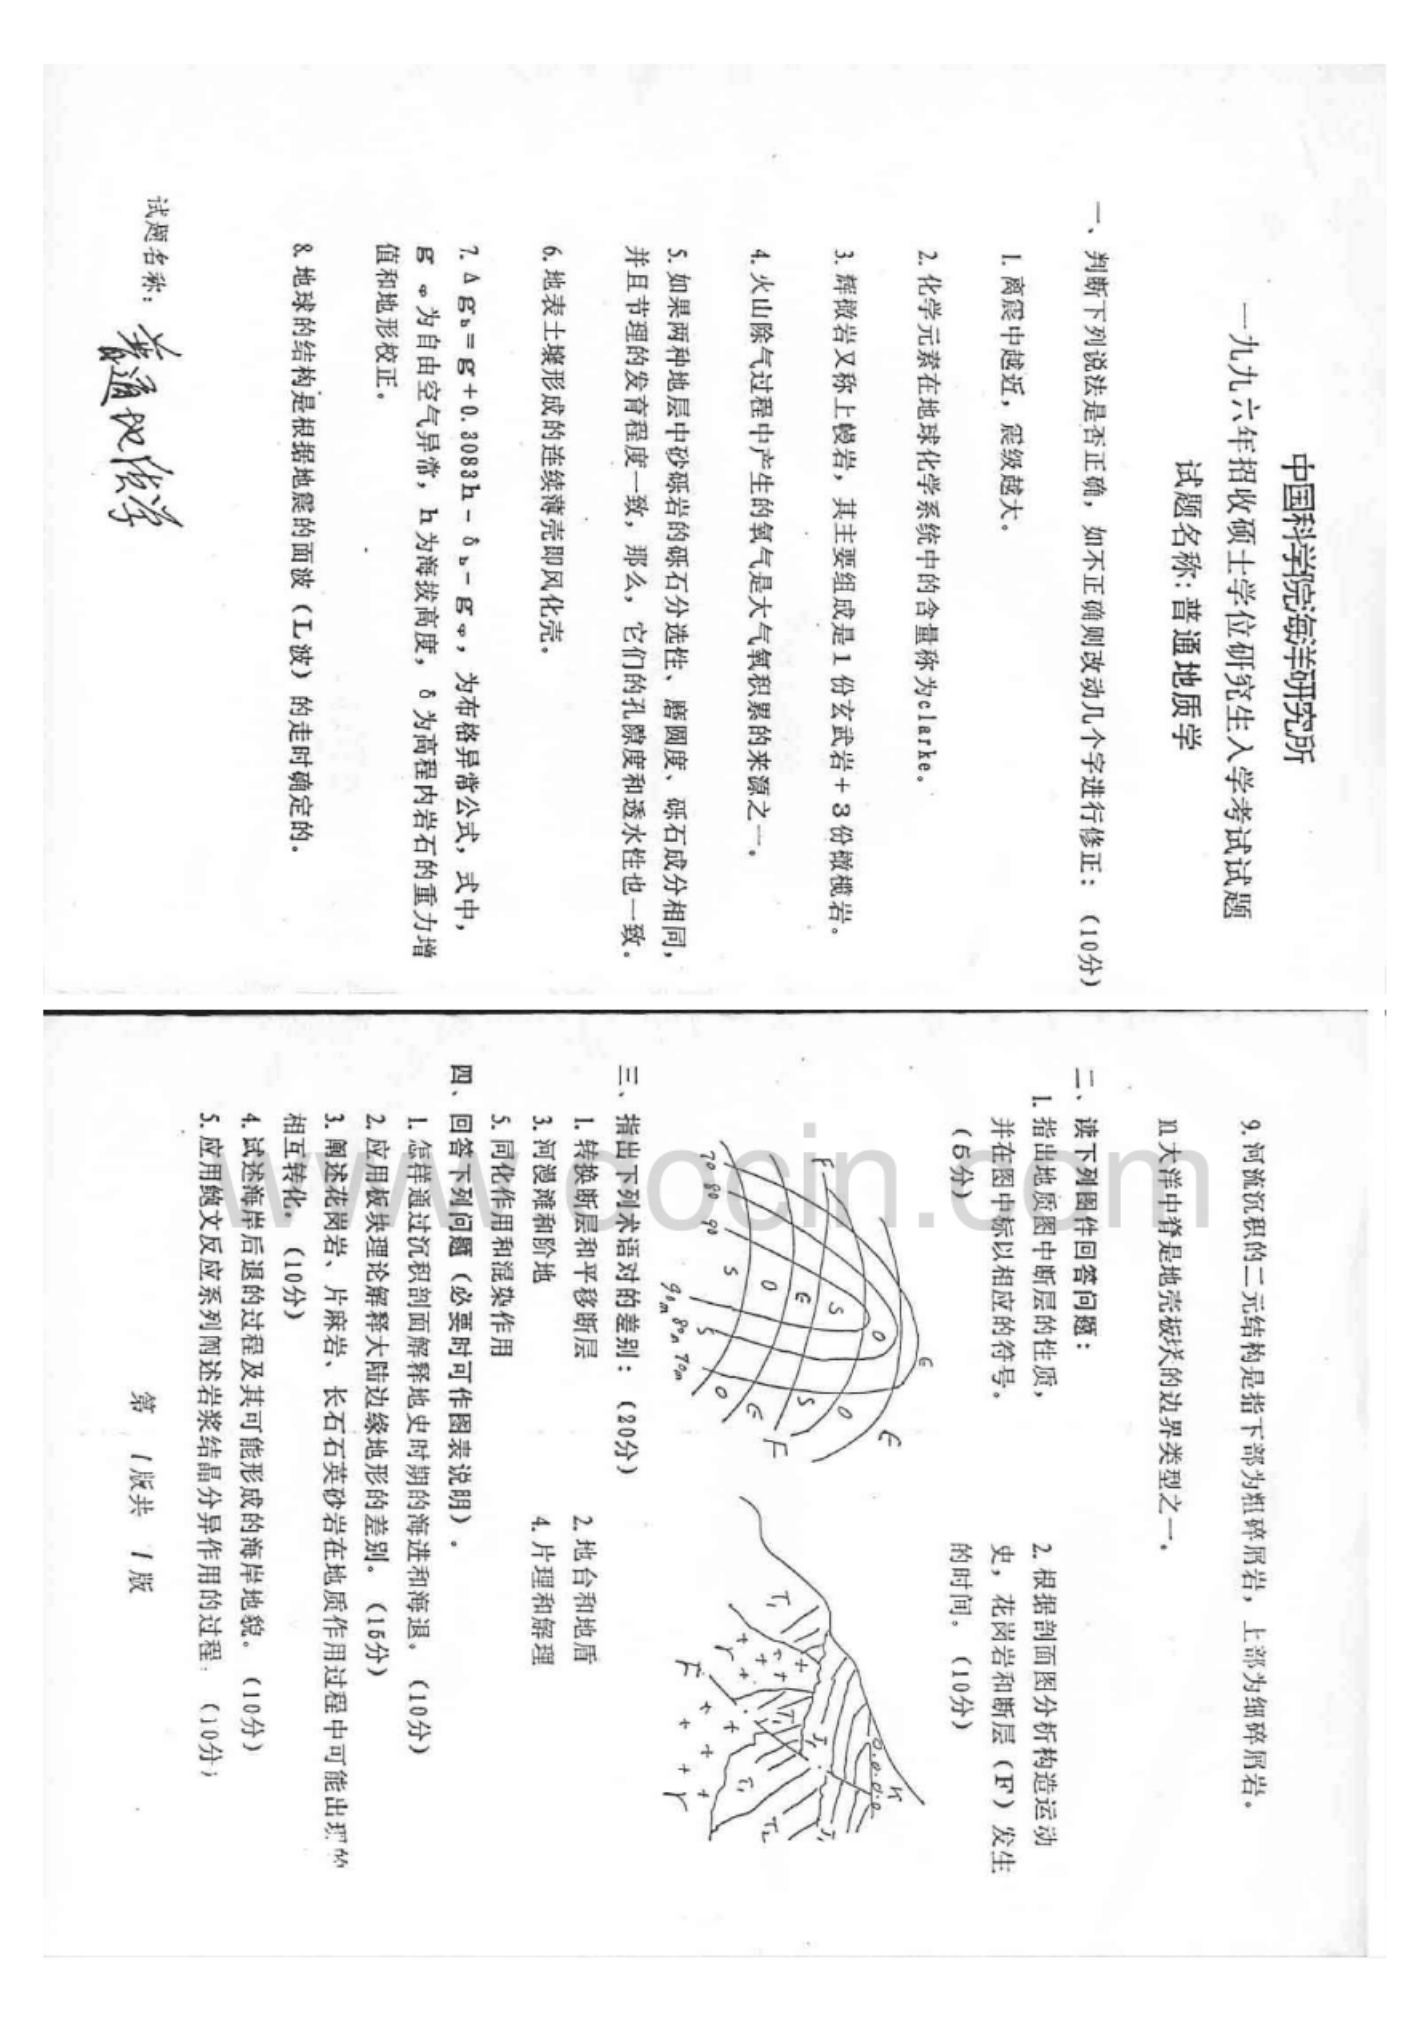 中国科学院海洋研究所
一九九六年招收硕士学位研究生入学考试试题
试题名称：普通地质学
一、判断下列说法是否正确，如不正确则改动几个字进行修正：（10分）
1. 离震中越近，震级越大。
2. 化学元素在地球化学系统中的含量称为clarke。
3. 辉橄岩又称上幔岩，其主要组成是1份玄武岩＋3份橄榄岩。
4. 火山除气过程中产生的氧气是大气氧积累的来源之一。
5. 如果两种地层中砂砾岩的砾石分选性、磨圆度、砾石成分相同，
并且节理的发育程度一致，那么，它们的孔隙度和透水性也一致。
6. 地表土壤形成的连续薄壳即风化壳。
7. Δg_b＝g＋0.3083h－δ_h－g_φ，为布格异常公式，式中，
g_φ为自由空气异常，h为海拔高度，δ为高程内岩石的重力增
值和地形校正。
8. 地球的结构是根据地震的面波（L波）的走时确定的。
试题名称：普通地质学
9. 河流沉积的二元结构是指下部为粗碎屑岩，上部为细碎屑岩。
10 大洋中脊是地壳板块的边界类型之一。
二、读下列图件回答问题：
1. 指出地质图中断层的性质，
并在图中标以相应的符号。
（5分）
2. 根据剖面图分析构造运动
史，花岗岩和断层（F）发生
的时间。（10分）
F
70 80 90
S O Є S O Є
90m 80m 70m
S
O Є F S O Є
T₁ J₁ K
r F T₁ T₁ T₂ J₁
r
三、指出下列术语对的差别：（20分）
1. 转换断层和平移断层
2. 地台和地盾
3. 河漫滩和阶地
4. 片理和解理
5. 同化作用和混染作用
四、回答下列问题（必要时可作图表说明）.
1. 怎样通过沉积剖面解释地史时期的海进和海退。（10分）
2. 应用板块理论解释大陆边缘地形的差别。（15分）
3. 阐述花岗岩、片麻岩、长石石英砂岩在地质作用过程中可能出现的
相互转化。（10分）
4. 试述海岸后退的过程及其可能形成的海岸地貌。（10分）
5. 应用鲍文反应系列阐述岩浆结晶分异作用的过程。（10分）
第 1版共 1版
www.docin.com